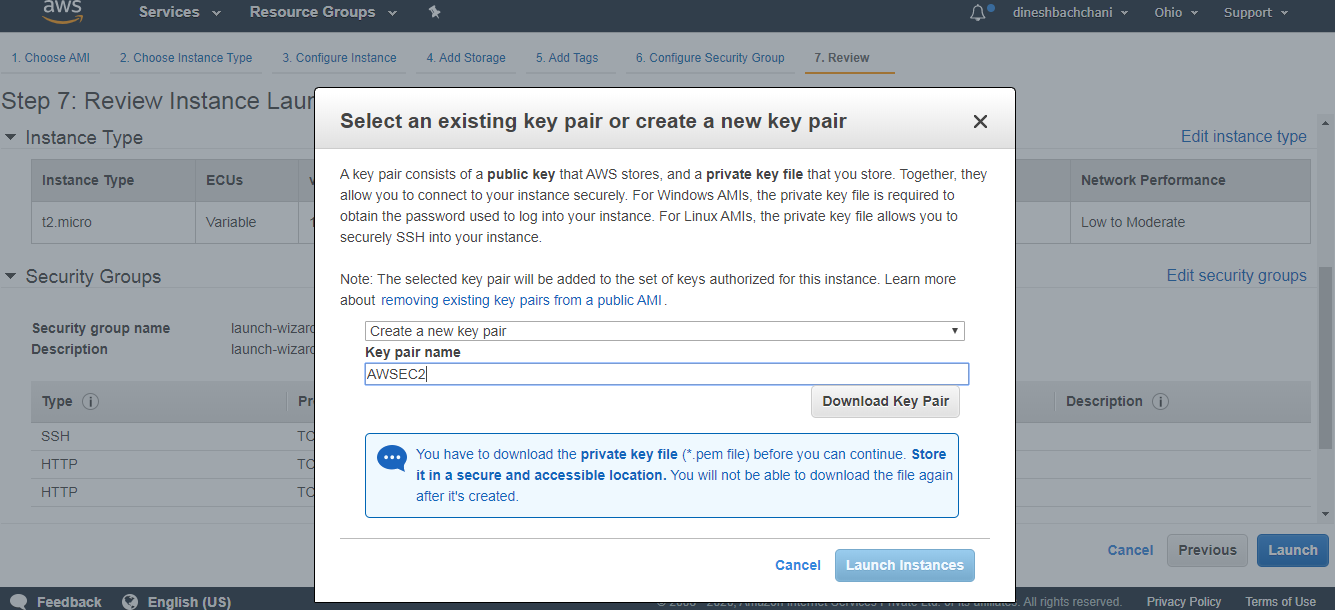 aws Services Resource Groups dineshbachchani Ohio Support
1. Choose AMI 2. Choose Instance Type 3. Configure Instance 4. Add Storage 5. Add Tags 6. Configure Security Group 7. Review
Step 7: Review Instance
Select an existing key pair or create a new key pair
Instance Type Edit instance type
A key pair consists of a public key that AWS stores, and a private key file that you store. Together, they
allow you to connect to your instance securely. For Windows AMIs, the private key file is required to
obtain the password used to log into your instance. For Linux AMIs, the private key file allows you to
securely SSH into your instance.
Instance Type ECUs Network Performance
t2.micro Variable Low to Moderate
Note: The selected key pair will be added to the set of keys authorized for this instance. Learn more
about removing existing key pairs from a public AMI.
Security Groups Edit security groups
Create a new key pair
Key pair name
AWSEC2
Download Key Pair
Security group name launch-wizard
Description launch-wizard
Type Description
SSH
HTTP
HTTP
You have to download the private key file (*.pem file) before you can continue. Store
it in a secure and accessible location. You will not be able to download the file again
after it's created.
Cancel Launch Instances
Cancel Previous Launch
Feedback English (US) All rights reserved. Privacy Policy Terms of Use